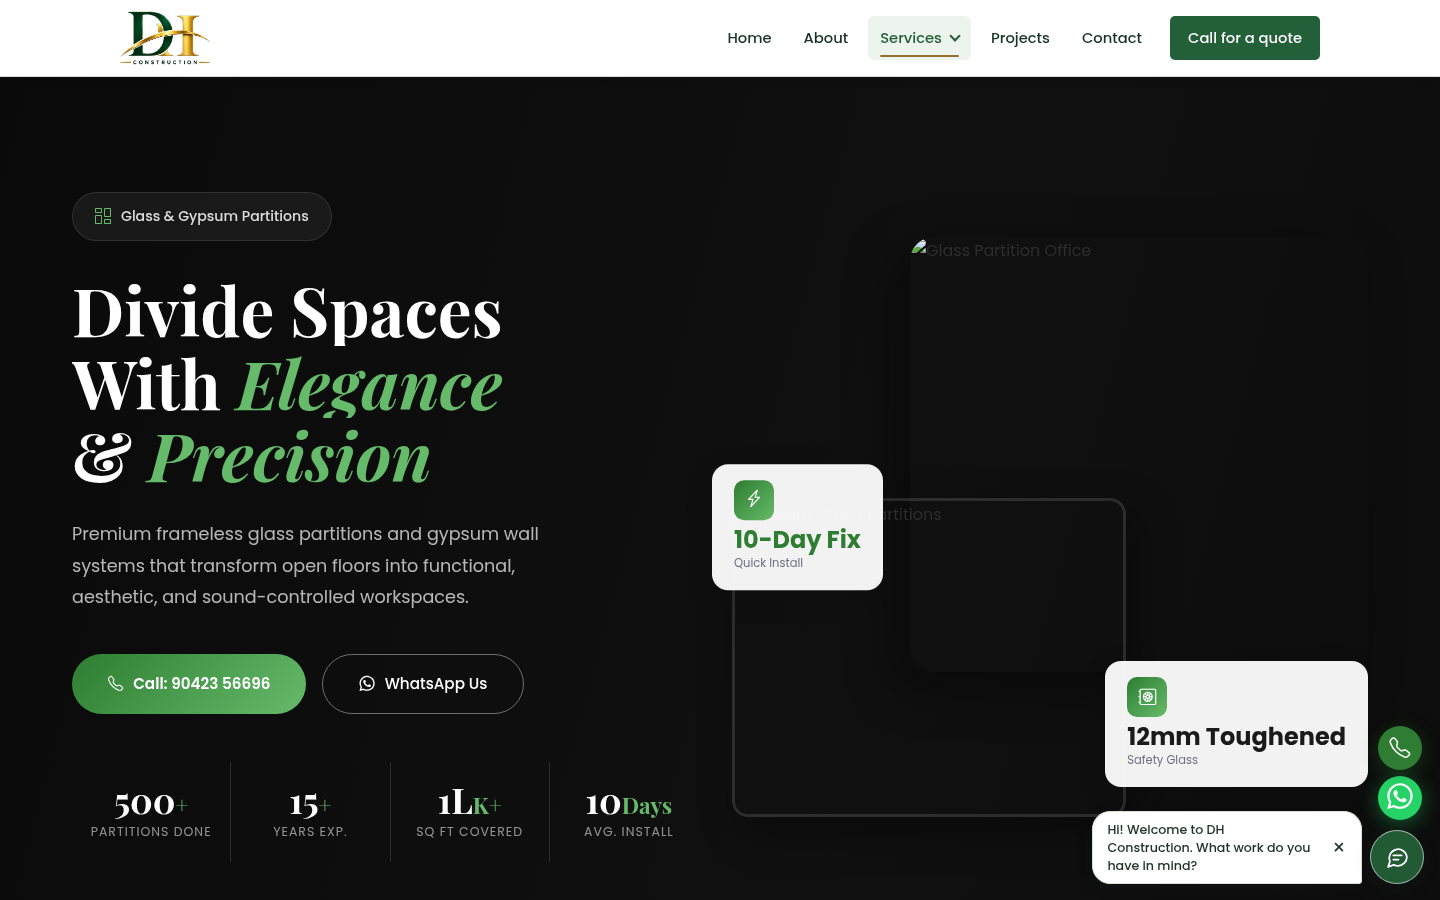 DH
CONSTRUCTION
Home
About
Services
Projects
Contact
Call for a quote
Glass & Gypsum Partitions
Divide Spaces
With Elegance
& Precision
Premium frameless glass partitions and gypsum wall
systems that transform open floors into functional,
aesthetic, and sound-controlled workspaces.
Call: 90423 56696
WhatsApp Us
500+
PARTITIONS DONE
15+
YEARS EXP.
1LK+
SQ FT COVERED
10Days
AVG. INSTALL
Glass Partition Office
artitions
10-Day Fix
Quick Install
12mm Toughened
Safety Glass
Hi! Welcome to DH
Construction. What work do you
have in mind?